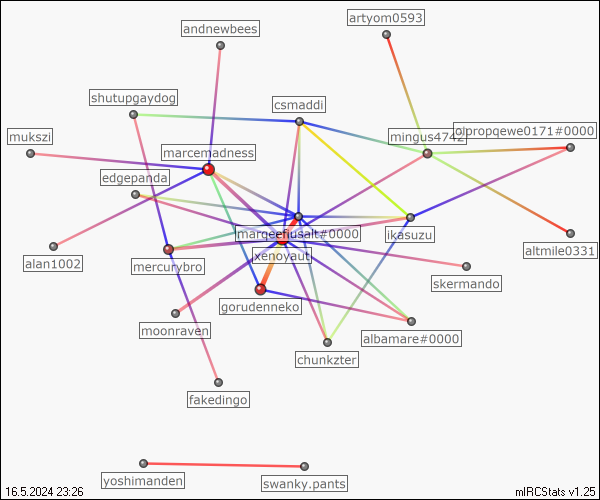 artyom0593
andnewbees
shutupgaydog
csmaddi
mukszi
mingus4742
olpropqewe0171#0000
marcemadness
edgepanda
margeefusalt#0000
ikasuzu
altmile0331
alan1002
mercurybro
xenoyaut
skermando
gorudenneko
moonraven
albamare#0000
chunkzter
fakedingo
yoshimanden
swanky.pants
16.5.2024 23:26
mIRCStats v1.25